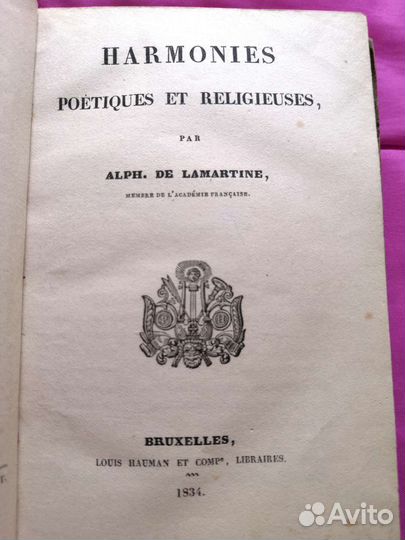 HARMONIES
POÉTIQUES ET RELIGIEUSES,
PAR
ALPH. DE LAMARTINE,
MEMBRE DE L'ACADÉMIE FRANÇAISE.
BRUXELLES,
LOUIS HAUMAN ET COMPe, LIBRAIRES.
1834.
Avito